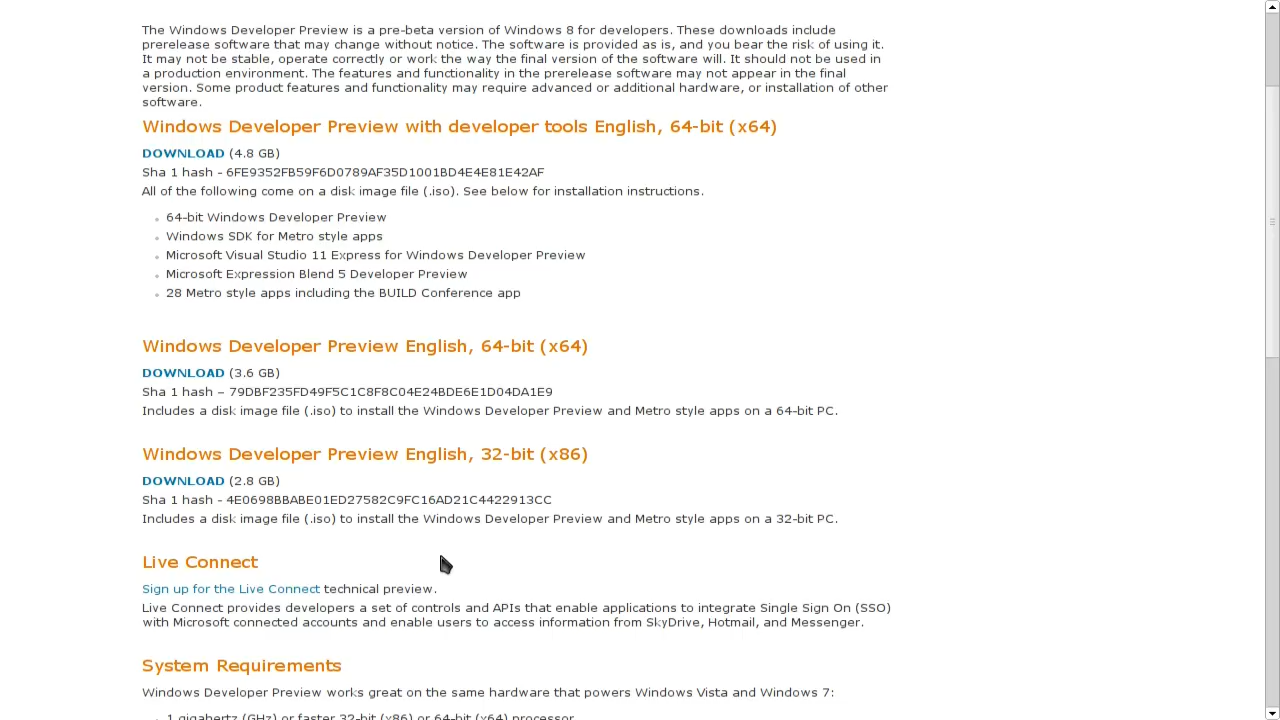 The Windows Developer Preview is a pre-beta version of Windows 8 for developers. These downloads include
prerelease software that may change without notice. The software is provided as is, and you bear the risk of using it.
It may not be stable, operate correctly or work the way the final version of the software will. It should not be used in
a production environment. The features and functionality in the prerelease software may not appear in the final
version. Some product features and functionality may require advanced or additional hardware, or installation of other
software.
Windows Developer Preview with developer tools English, 64-bit (x64)
DOWNLOAD (4.8 GB)
Sha 1 hash - 6FE9352FB59F6D0789AF35D1001BD4E4E81E42AF
All of the following come on a disk image file (.iso). See below for installation instructions.
64-bit Windows Developer Preview
Windows SDK for Metro style apps
Microsoft Visual Studio 11 Express for Windows Developer Preview
Microsoft Expression Blend 5 Developer Preview
28 Metro style apps including the BUILD Conference app
Windows Developer Preview English, 64-bit (x64)
DOWNLOAD (3.6 GB)
Sha 1 hash – 79DBF235FD49F5C1C8F8C04E24BDE6E1D04DA1E9
Includes a disk image file (.iso) to install the Windows Developer Preview and Metro style apps on a 64-bit PC.
Windows Developer Preview English, 32-bit (x86)
DOWNLOAD (2.8 GB)
Sha 1 hash - 4E0698BBABE01ED27582C9FC16AD21C4422913CC
Includes a disk image file (.iso) to install the Windows Developer Preview and Metro style apps on a 32-bit PC.
Live Connect
Sign up for the Live Connect technical preview.
Live Connect provides developers a set of controls and APIs that enable applications to integrate Single Sign On (SSO)
with Microsoft connected accounts and enable users to access information from SkyDrive, Hotmail, and Messenger.
System Requirements
Windows Developer Preview works great on the same hardware that powers Windows Vista and Windows 7:
1 gigahertz (GHz) or faster 32-bit (x86) or 64-bit (x64) processor